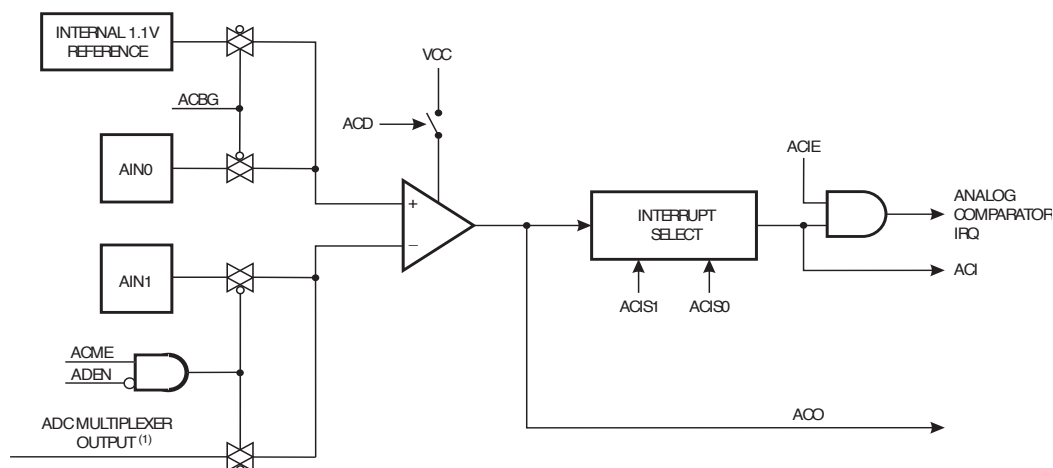 INTERNAL 1.1V
REFERENCE
ACBG
AIN0
AIN1
ACME
ADEN
ADC MULTIPLEXER
OUTPUT (1)
VCC
ACD
+
−
INTERRUPT
SELECT
ACIS1
ACIS0
ACIE
ANALOG
COMPARATOR
IRQ
ACI
ACO